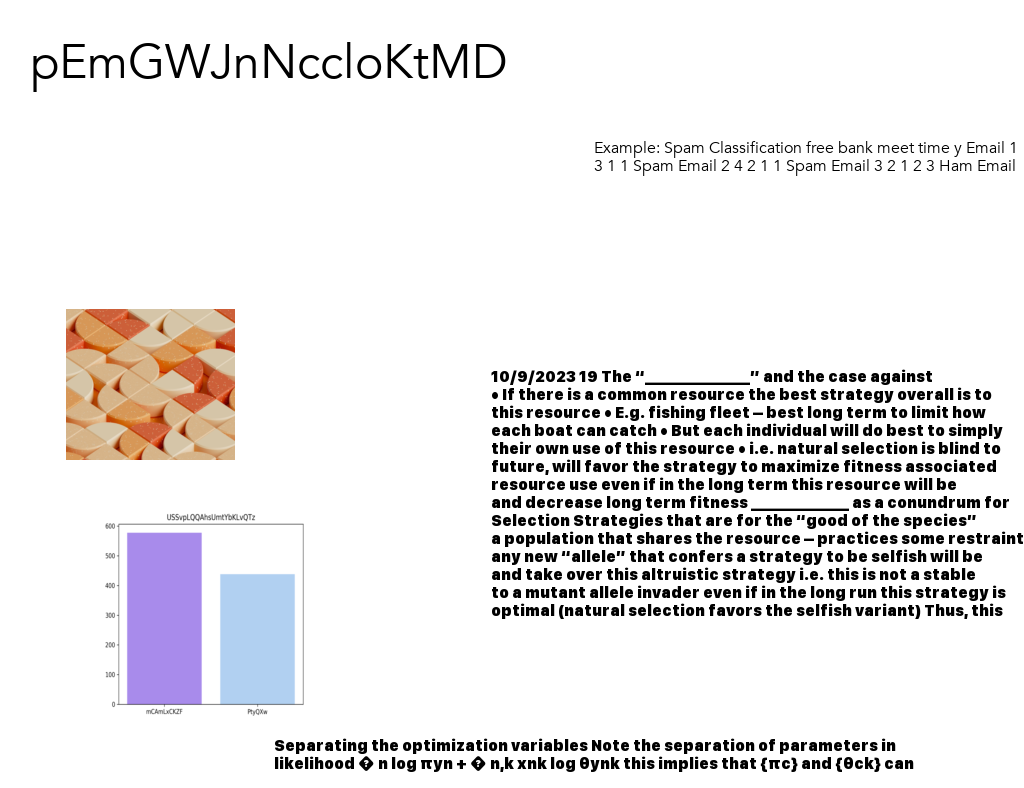 pEmGWJnNccloKtMD
Example: Spam Classification free bank meet time y Email 1
3 1 1 Spam Email 2 4 2 1 1 Spam Email 3 2 1 2 3 Ham Email
10/9/2023 19 The “______________” and the case against
• If there is a common resource the best strategy overall is to
this resource • E.g. fishing fleet – best long term to limit how
each boat can catch • But each individual will do best to simply
their own use of this resource • i.e. natural selection is blind to
future, will favor the strategy to maximize fitness associated
resource use even if in the long term this resource will be
and decrease long term fitness _____________ as a conundrum for
Selection Strategies that are for the “good of the species”
a population that shares the resource – practices some restraint
any new “allele” that confers a strategy to be selfish will be
and take over this altruistic strategy i.e. this is not a stable
to a mutant allele invader even if in the long run this strategy is
optimal (natural selection favors the selfish variant) Thus, this
USSvpLQQAhsUmtYbKLvQTz
600
500
400
300
200
100
0
mCAmLxCKZF PtyQXw
Separating the optimization variables Note the separation of parameters in
likelihood � n log πyn + � n,k xnk log θynk this implies that {πc} and {θck} can